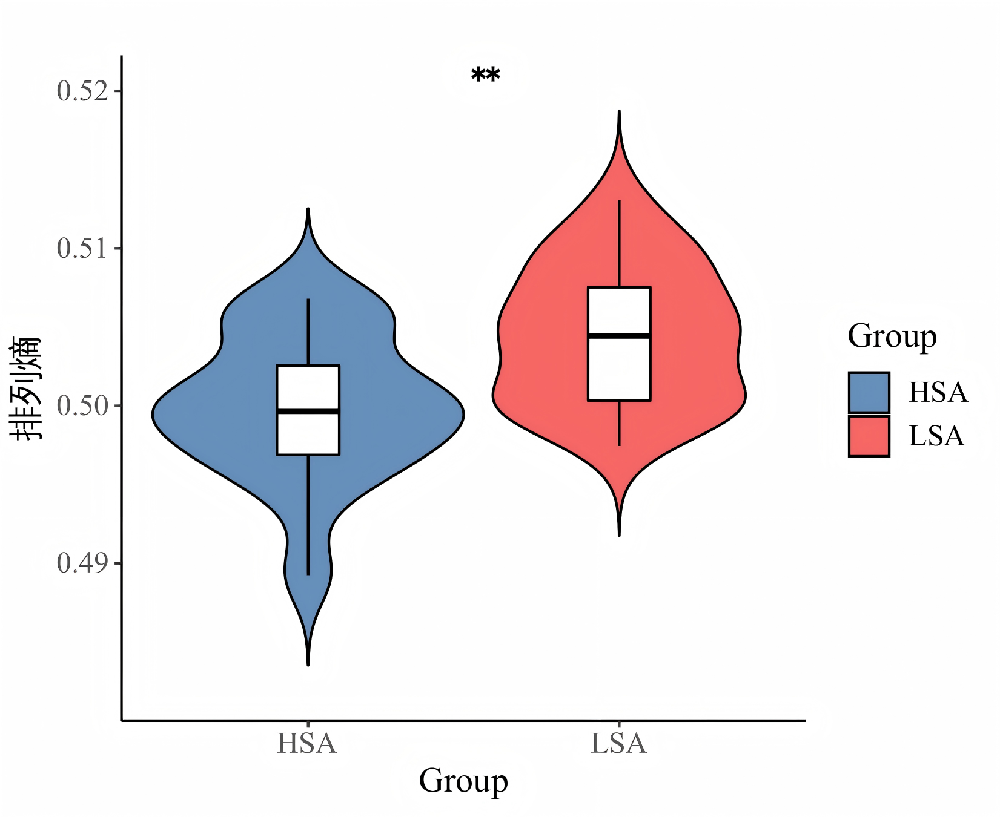 **
0.52
0.51
0.50
0.49
排列熵
HSA
LSA
Group
Group
HSA
LSA